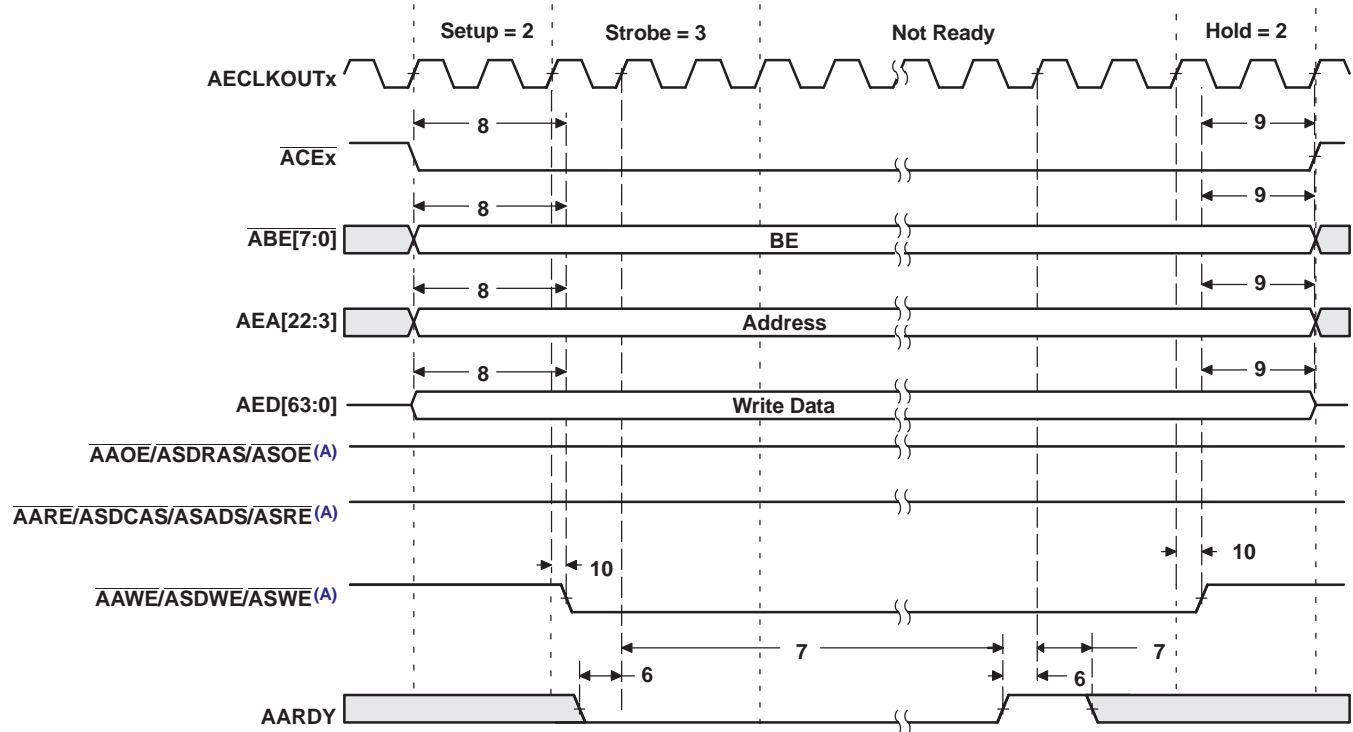 Setup = 2 Strobe = 3 Not Ready Hold = 2
AECLKOUTx
8 9
ACEx
8 9
ABE[7:0] BE
8 9
AEA[22:3] Address
8 9
AED[63:0] Write Data
AAOE/ASDRAS/ASOE(A)
AARE/ASDCAS/ASADS/ASRE(A)
10 10
AAWE/ASDWE/ASWE(A)
7 7
6 6
AARDY